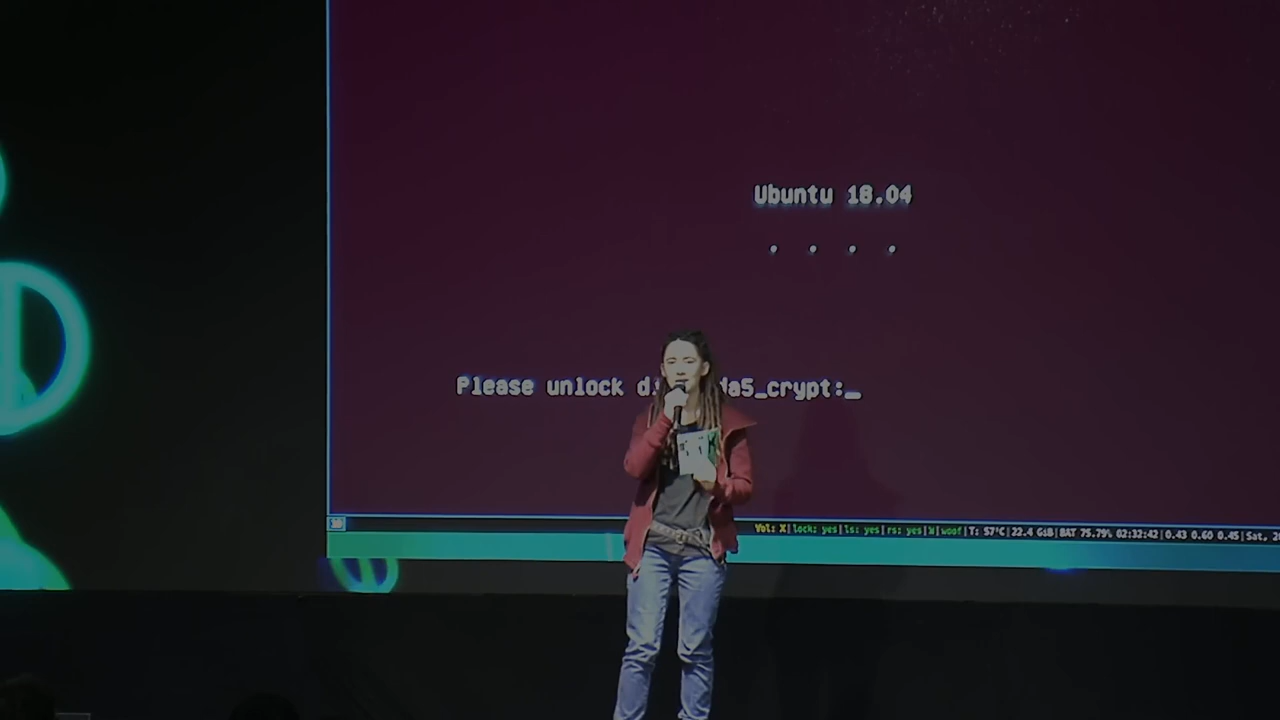 Ubuntu 18.04
Please unlock da5_crypt:_
Vol: X|lock: yes|ls: yes|rs: yes|W|woof|T: 57°C|22.4 GiB|BAT 75.79% 02:32:42|0.43 0.60 0.45|Sat,